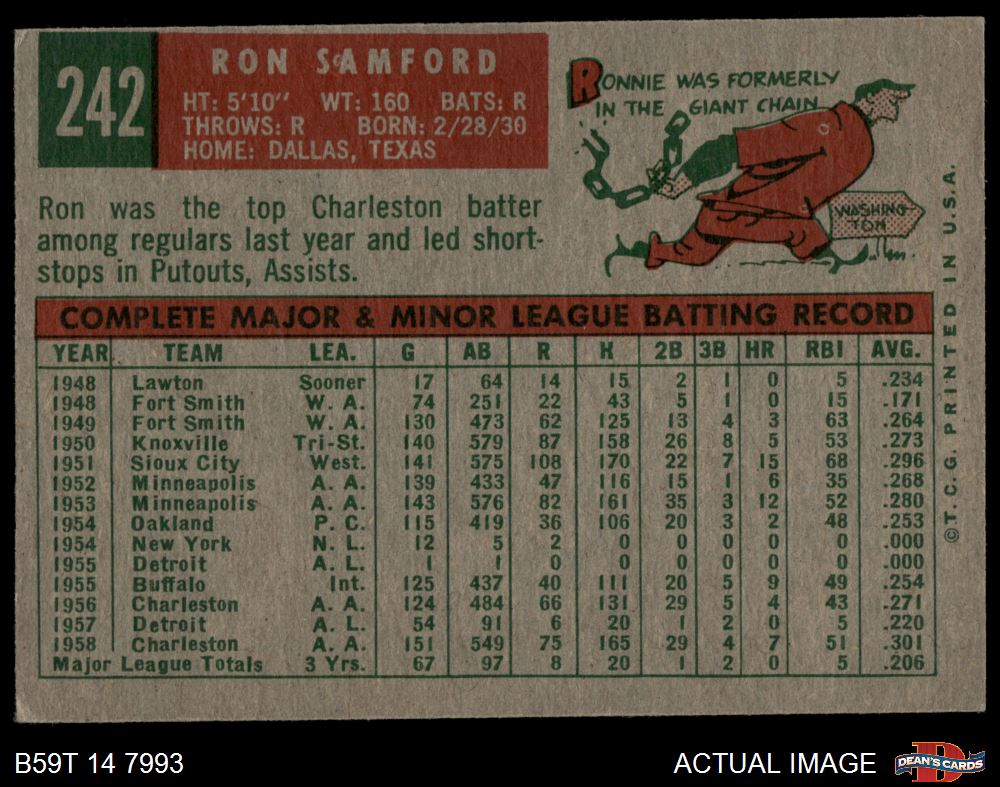 242
RON SAMFORD
HT: 5'10" WT: 160 BATS: R
THROWS: R BORN: 2/28/30
HOME: DALLAS, TEXAS
RONNIE WAS FORMERLY
IN THE GIANT CHAIN
WASHING-
TON
Ron was the top Charleston batter
among regulars last year and led short-
stops in Putouts, Assists.
COMPLETE MAJOR & MINOR LEAGUE BATTING RECORD
YEAR TEAM LEA. G AB R H 2B 3B HR RBI AVG.
1948 Lawton Sooner 17 64 14 15 2 1 0 5 .234
1948 Fort Smith W. A. 74 251 22 43 5 1 0 15 .171
1949 Fort Smith W. A. 130 473 62 125 13 4 3 63 .264
1950 Knoxville Tri-St. 140 579 87 158 26 8 5 53 .273
1951 Sioux City West. 141 575 108 170 22 7 15 68 .296
1952 Minneapolis A. A. 139 433 47 116 15 1 6 35 .268
1953 Minneapolis A. A. 143 576 82 161 35 3 12 52 .280
1954 Oakland P. C. 115 419 36 106 20 3 2 48 .253
1954 New York N. L. 12 5 2 0 0 0 0 0 .000
1955 Detroit A. L. 1 1 0 0 0 0 0 0 .000
1955 Buffalo Int. 125 437 40 111 20 5 9 49 .254
1956 Charleston A. A. 124 484 66 131 29 5 4 43 .271
1957 Detroit A. L. 54 91 6 20 1 2 0 5 .220
1958 Charleston A. A. 151 549 75 165 29 4 7 51 .301
Major League Totals 3 Yrs. 67 97 8 20 1 2 0 5 .206
©T.C.G. PRINTED IN U.S.A.
B59T 14 7993
ACTUAL IMAGE
DEAN'S CARDS